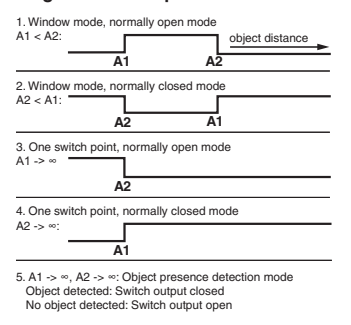 1. Window mode, normally open mode
A1 < A2:
object distance
A1 A2
2. Window mode, normally closed mode
A2 < A1:
A2 A1
3. One switch point, normally open mode
A1 -> ∞
A2
4. One switch point, normally closed mode
A2 -> ∞:
A1
5. A1 -> ∞, A2 -> ∞: Object presence detection mode
Object detected: Switch output closed
No object detected: Switch output open